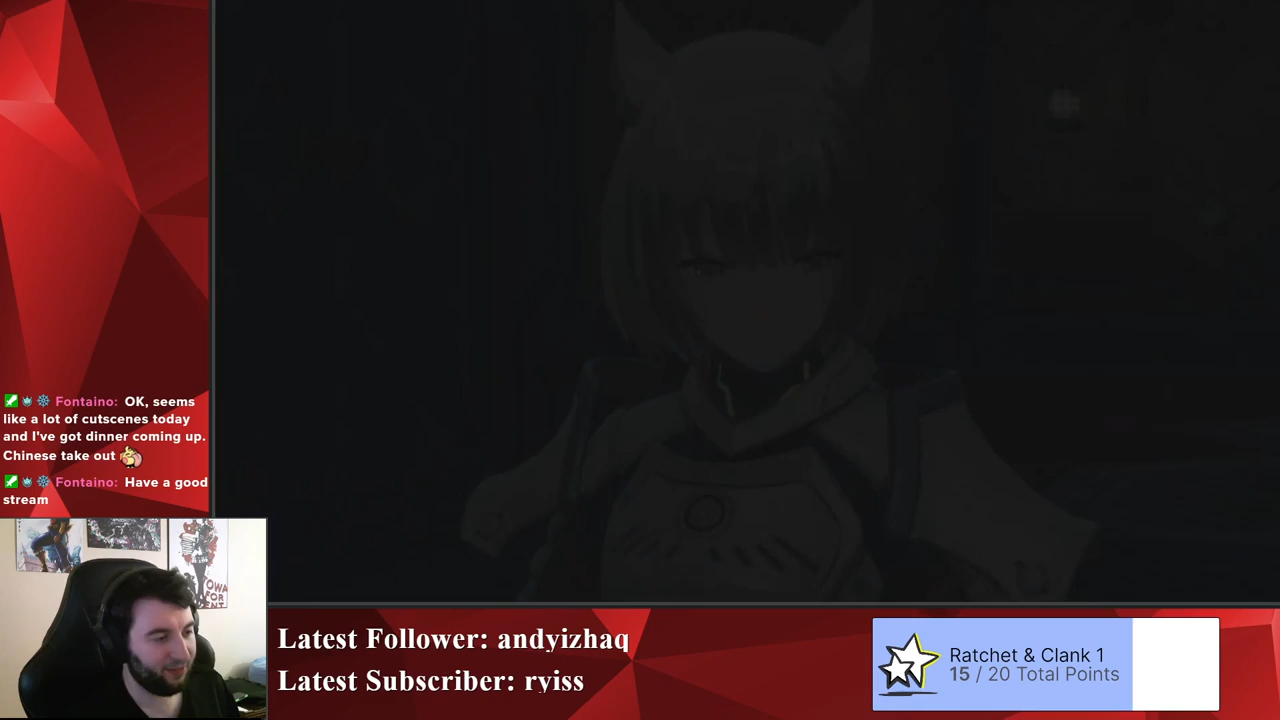 Fontaino: OK, seems
like a lot of cutscenes today
and I've got dinner coming up.
Chinese take out
Fontaino: Have a good
stream
Latest Follower: andyizhaq
Latest Subscriber: ryiss
Ratchet & Clank 1
15 / 20 Total Points